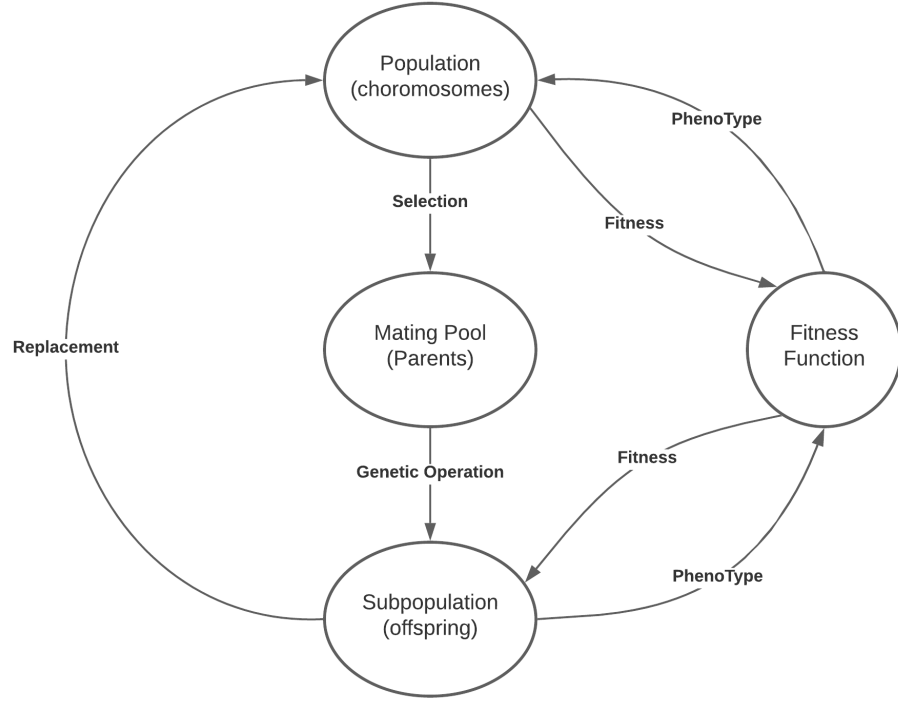 Population
(choromosomes)
PhenoType
Selection
Fitness
Mating Pool
(Parents)
Fitness
Function
Replacement
Genetic Operation
Fitness
PhenoType
Subpopulation
(offspring)